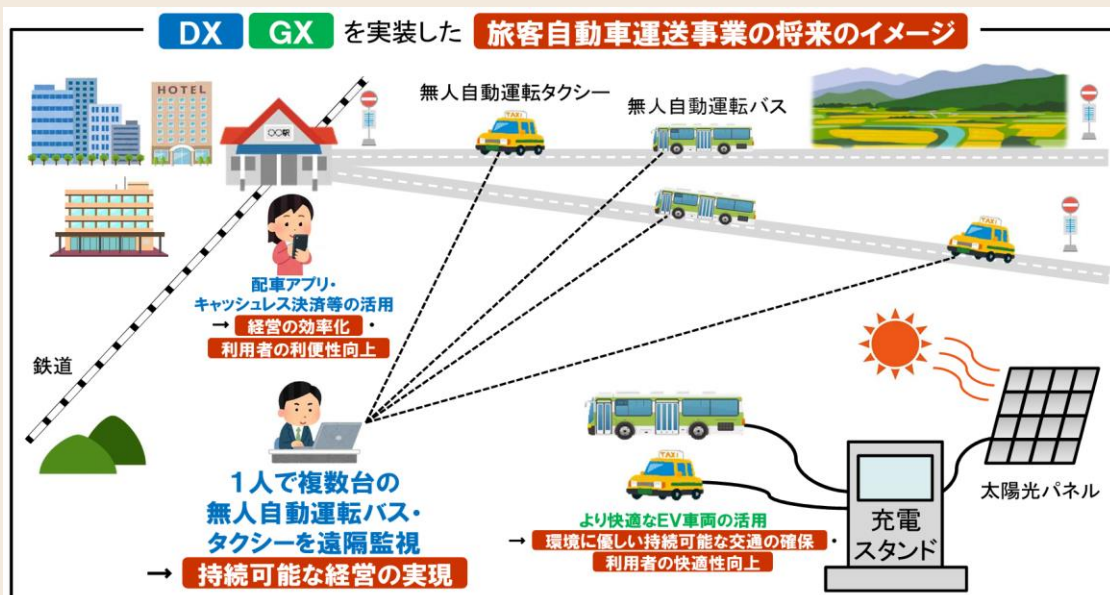 DX GX を実装した 旅客自動車運送事業の将来のイメージ
HOTEL
〇〇駅
無人自動運転タクシー
無人自動運転バス
TAXI
TAXI
配車アプリ・
キャッシュレス決済等の活用
→ 経営の効率化・
利用者の利便性向上
鉄道
1人で複数台の
無人自動運転バス・
タクシーを遠隔監視
→ 持続可能な経営の実現
TAXI
より快適なEV車両の活用
→ 環境に優しい持続可能な交通の確保・
利用者の快適性向上
充電
スタンド
太陽光パネル